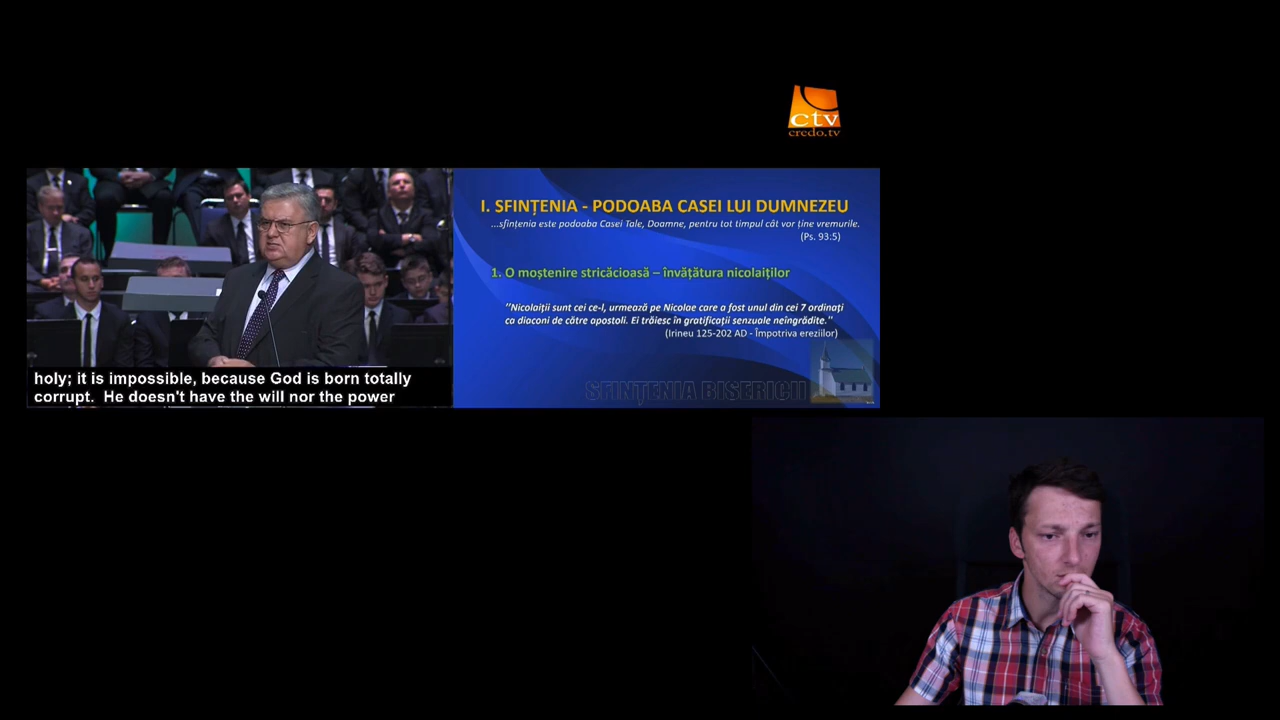 ctv
credo.tv
I. SFINȚENIA - PODOABA CASEI LUI DUMNEZEU
...sfințenia este podoaba Casei Tale, Doamne, pentru tot timpul cât vor ține vremurile.
(Ps. 93:5)
1. O moștenire stricăcioasă – învățătura nicolaiților
"Nicolaiții sunt cei ce-l, urmează pe Nicolae care a fost unul din cei 7 ordinați
ca diaconi de către apostoli. Ei trăiesc în gratificații senzuale neîngrădite."
(Irineu 125-202 AD - Împotriva ereziilor)
SFINȚENIA BISERICII
holy; it is impossible, because God is born totally
corrupt. He doesn't have the will nor the power